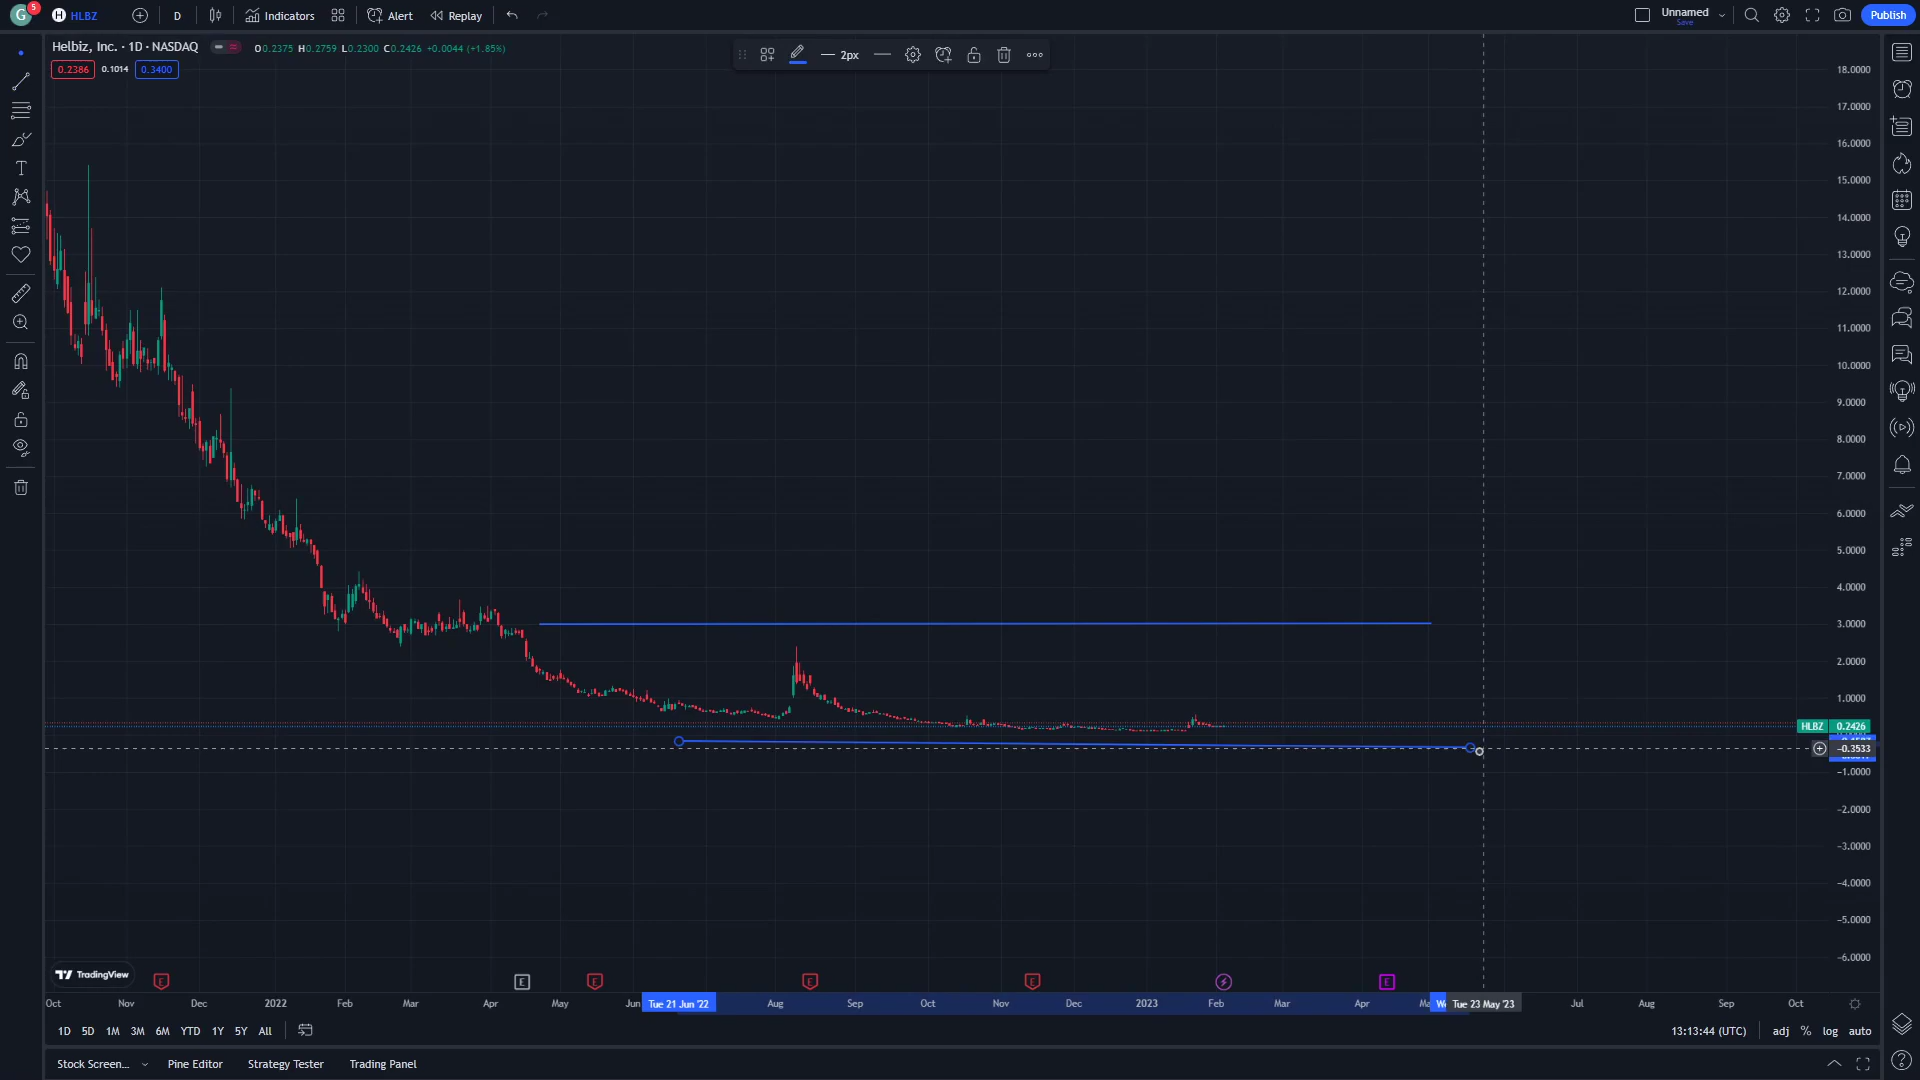 G 5 H HLBZ D Indicators Alert Replay Unnamed Save Publish
Helbiz, Inc. · 1D · NASDAQ O0.2375 H0.2759 L0.2300 C0.2426 +0.0044 (+1.85%)
0.2386 0.1014 0.3400
2px
18.0000
17.0000
16.0000
15.0000
14.0000
13.0000
12.0000
11.0000
10.0000
9.0000
8.0000
7.0000
6.0000
5.0000
4.0000
3.0000
2.0000
1.0000
HLBZ 0.2426
−0.3533
−1.0000
−2.0000
−3.0000
−4.0000
−5.0000
−6.0000
TradingView
E E E E E E
Oct Nov Dec 2022 Feb Mar Apr May Jun Tue 21 Jun '22 Aug Sep Oct Nov Dec 2023 Feb Mar Apr Tue 23 May '23 Jul Aug Sep Oct
1D 5D 1M 3M 6M YTD 1Y 5Y All 13:13:44 (UTC) adj % log auto
Stock Screen... Pine Editor Strategy Tester Trading Panel